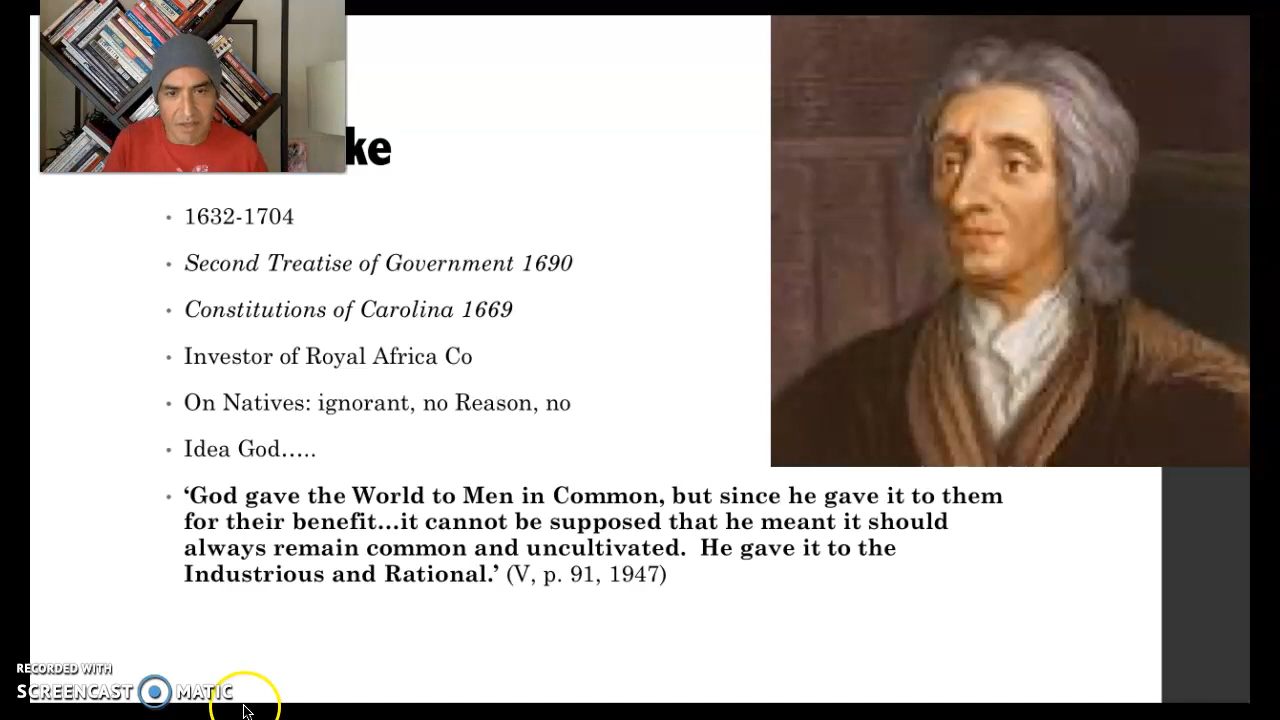 ke
1632-1704
Second Treatise of Government 1690
Constitutions of Carolina 1669
Investor of Royal Africa Co
On Natives: ignorant, no Reason, no
Idea God…..
‘God gave the World to Men in Common, but since he gave it to them
for their benefit…it cannot be supposed that he meant it should
always remain common and uncultivated.  He gave it to the
Industrious and Rational.’ (V, p. 91, 1947)
RECORDED WITH
SCREENCAST MATIC